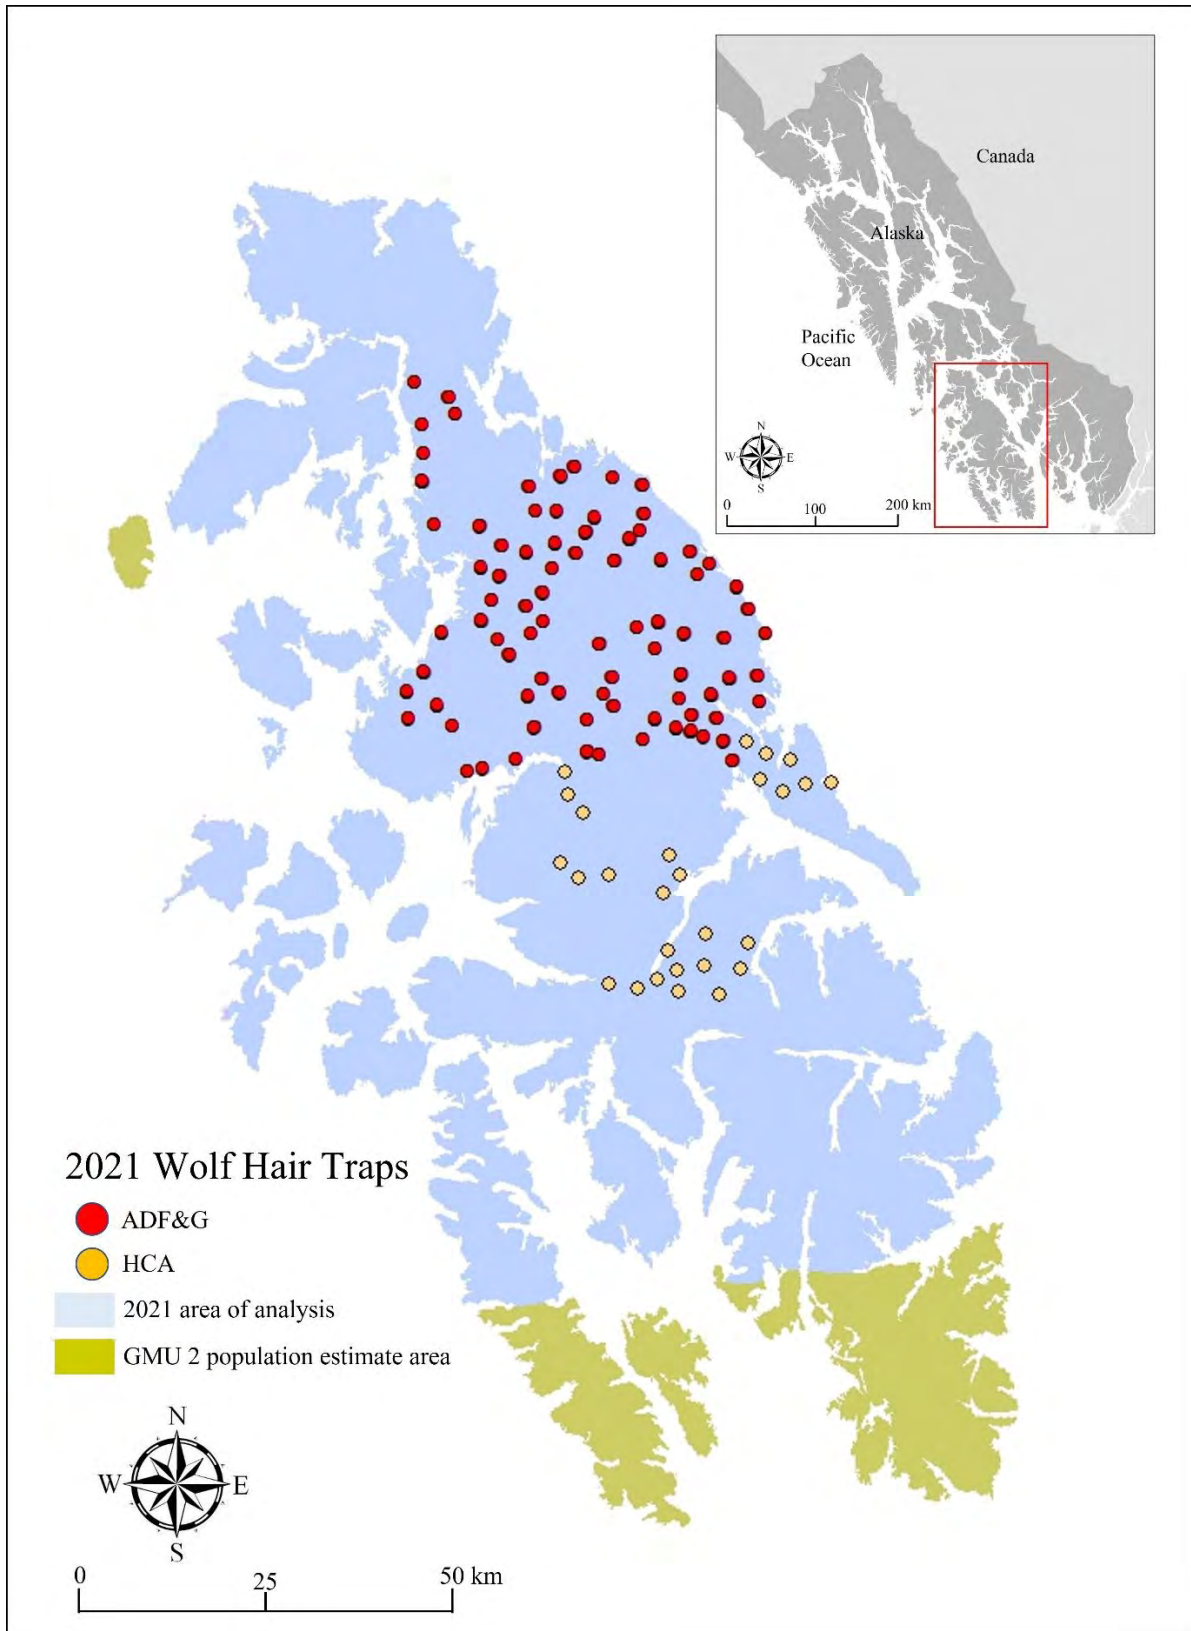 Canada
Alaska
Pacific
Ocean
N
W E
S
0 100 200 km
2021 Wolf Hair Traps
ADF&G
HCA
2021 area of analysis
GMU 2 population estimate area
N
W E
S
0 25 50 km